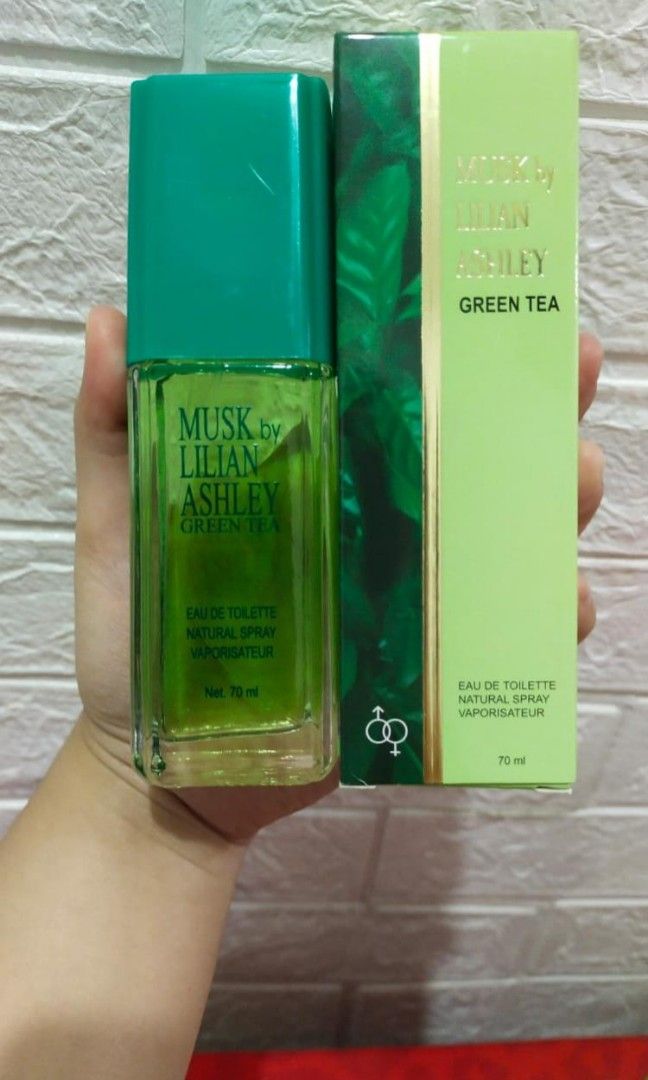 MUSK by
LILIAN
ASHLEY
GREEN TEA
EAU DE TOILETTE
NATURAL SPRAY
VAPORISATEUR
Net. 70 ml
MUSK by
LILIAN
ASHLEY
GREEN TEA
EAU DE TOILETTE
NATURAL SPRAY
VAPORISATEUR
70 ml